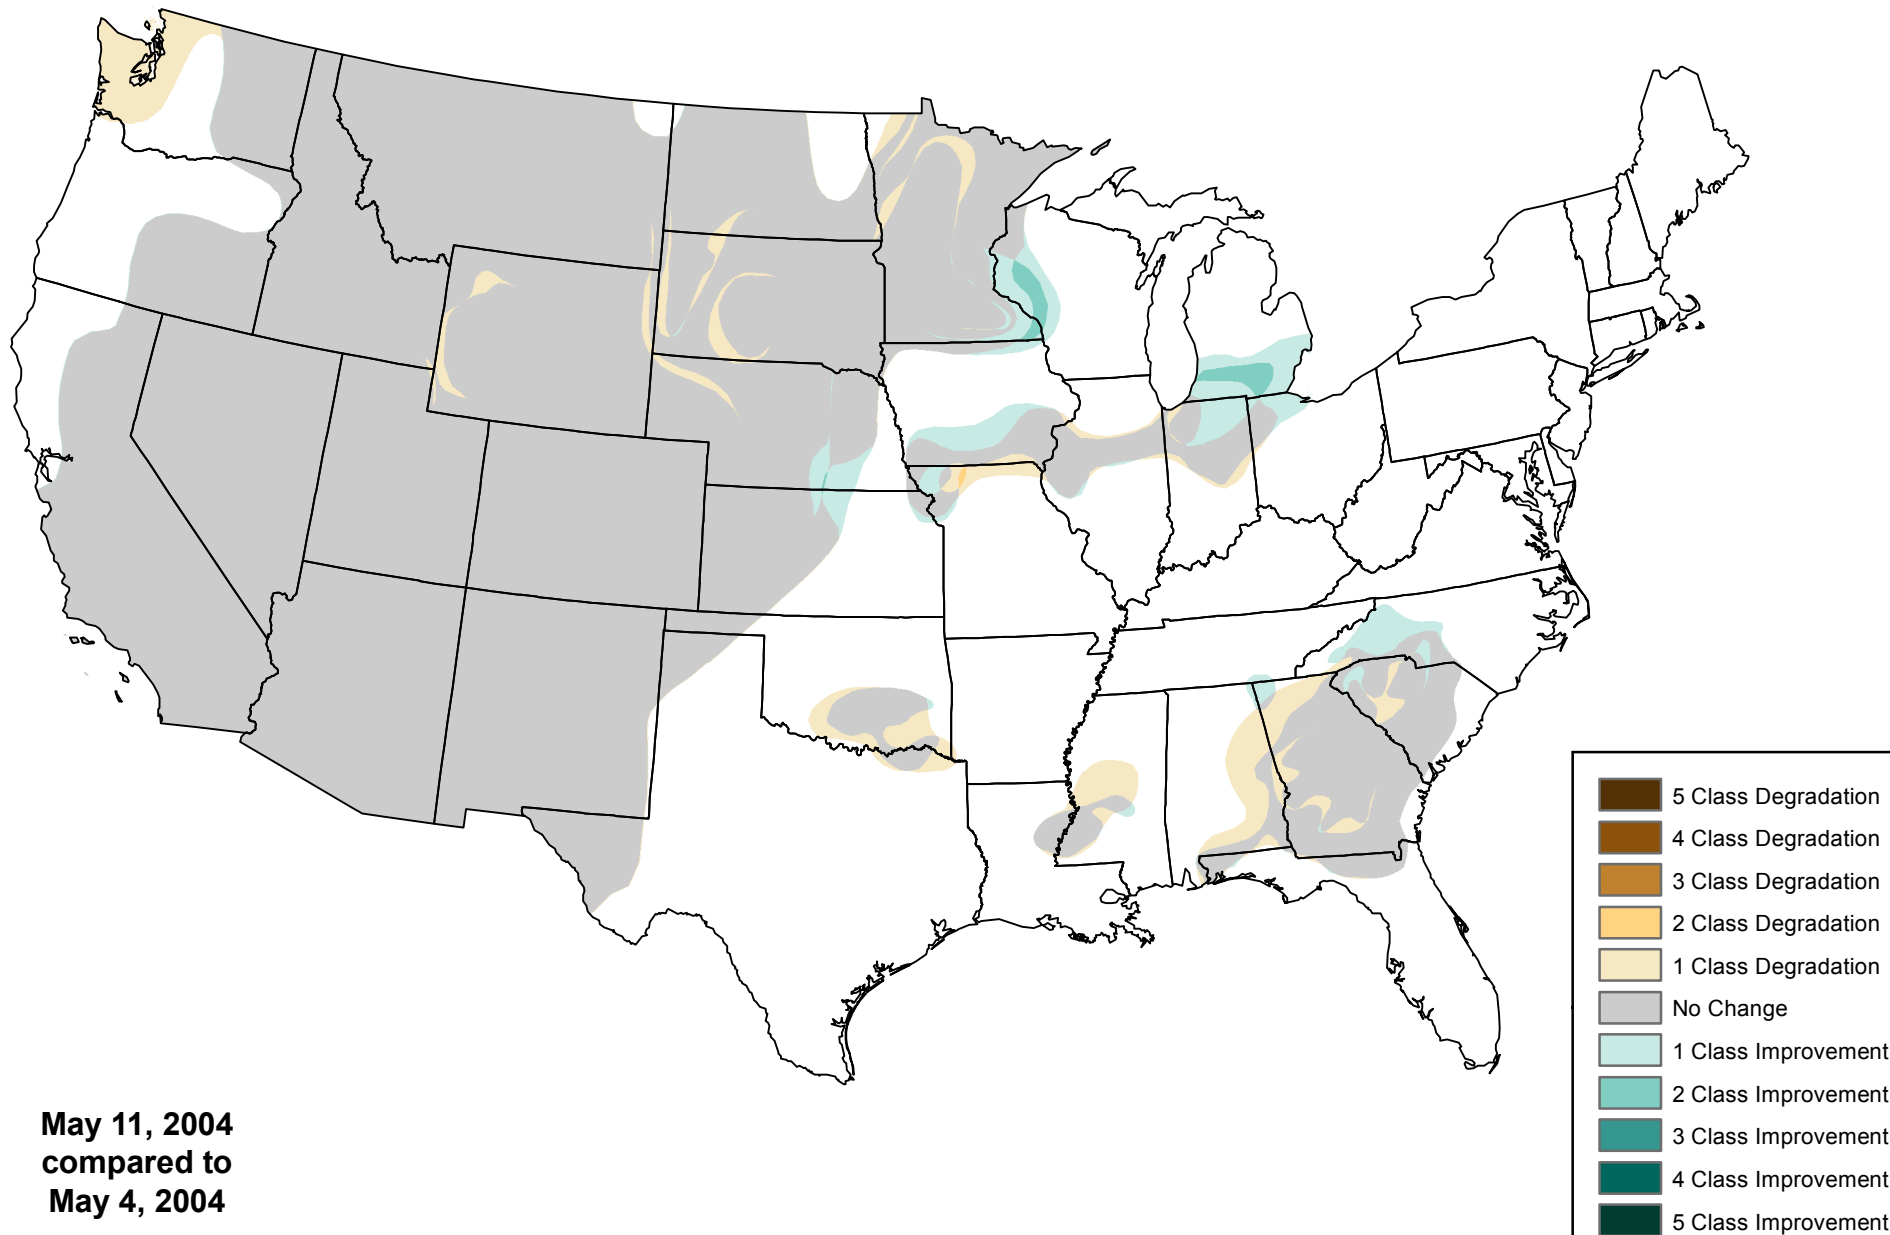 5 Class Degradation
4 Class Degradation
3 Class Degradation
2 Class Degradation
1 Class Degradation
No Change
1 Class Improvement
2 Class Improvement
3 Class Improvement
4 Class Improvement
5 Class Improvement
May 11, 2004
compared to
May 4, 2004